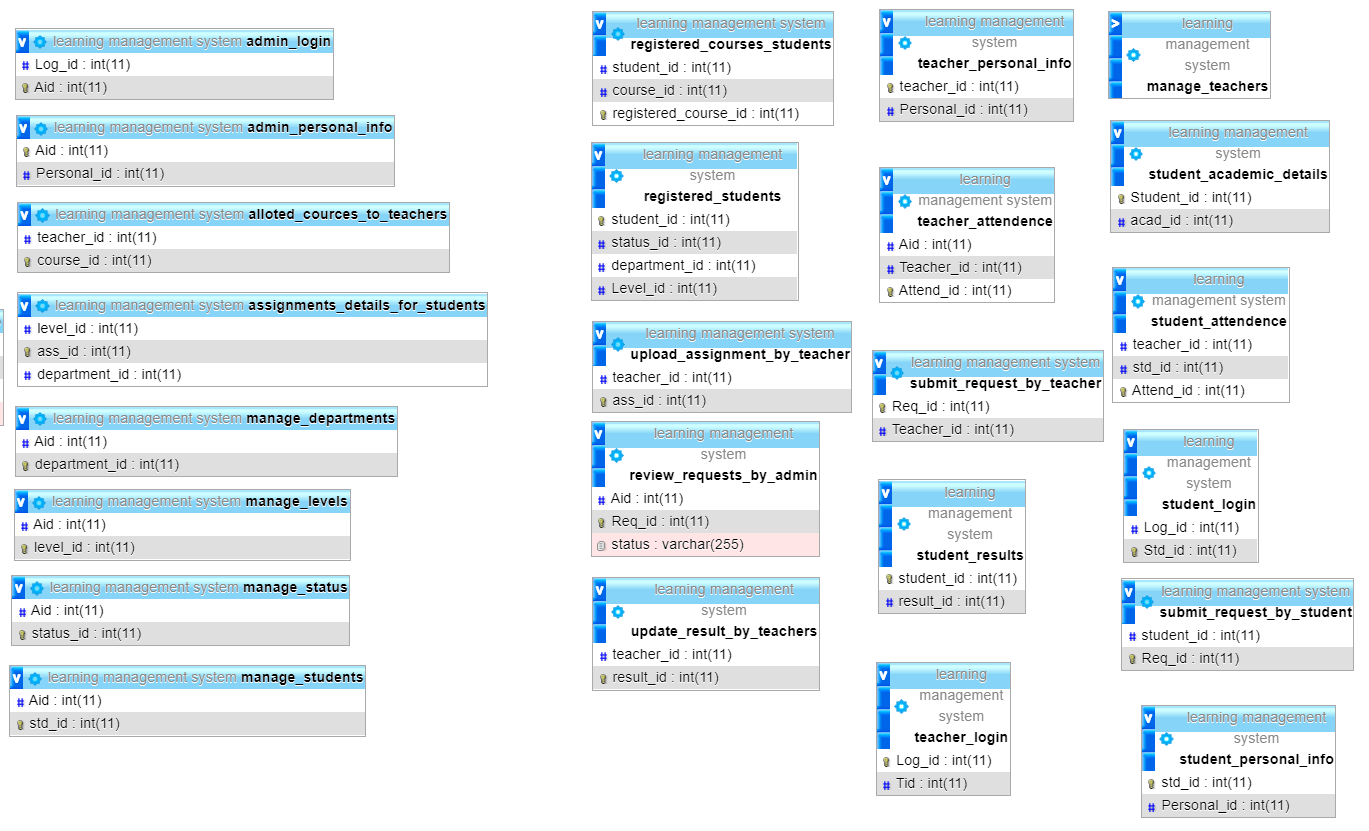 learning management system admin_login
Log_id : int(11)
Aid : int(11)
learning management system admin_personal_info
Aid : int(11)
Personal_id : int(11)
learning management system alloted_cources_to_teachers
teacher_id : int(11)
course_id : int(11)
learning management system assignments_details_for_students
level_id : int(11)
ass_id : int(11)
department_id : int(11)
learning management system manage_departments
Aid : int(11)
department_id : int(11)
learning management system manage_levels
Aid : int(11)
level_id : int(11)
learning management system manage_status
Aid : int(11)
status_id : int(11)
learning management system manage_students
Aid : int(11)
std_id : int(11)
learning management system
registered_courses_students
student_id : int(11)
course_id : int(11)
registered_course_id : int(11)
learning management
system
registered_students
student_id : int(11)
status_id : int(11)
department_id : int(11)
Level_id : int(11)
learning management system
upload_assignment_by_teacher
teacher_id : int(11)
ass_id : int(11)
learning management
system
review_requests_by_admin
Aid : int(11)
Req_id : int(11)
status : varchar(255)
learning management
system
update_result_by_teachers
teacher_id : int(11)
result_id : int(11)
learning management
system
teacher_personal_info
teacher_id : int(11)
Personal_id : int(11)
learning
management system
teacher_attendence
Aid : int(11)
Teacher_id : int(11)
Attend_id : int(11)
learning management system
submit_request_by_teacher
Req_id : int(11)
Teacher_id : int(11)
learning
management
system
student_results
student_id : int(11)
result_id : int(11)
learning
management
system
teacher_login
Log_id : int(11)
Tid : int(11)
learning
management
system
manage_teachers
learning management
system
student_academic_details
Student_id : int(11)
acad_id : int(11)
learning
management system
student_attendence
teacher_id : int(11)
std_id : int(11)
Attend_id : int(11)
learning
management
system
student_login
Log_id : int(11)
Std_id : int(11)
learning management system
submit_request_by_student
student_id : int(11)
Req_id : int(11)
learning management
system
student_personal_info
std_id : int(11)
Personal_id : int(11)